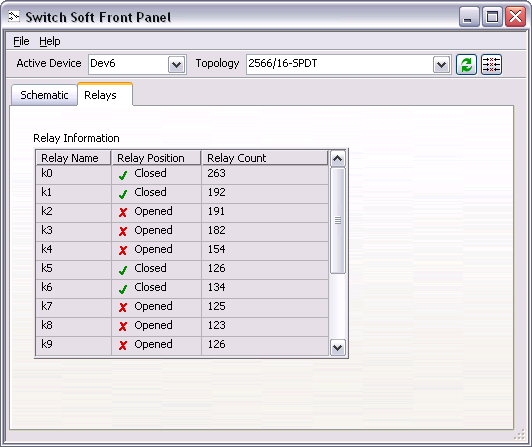 Switch Soft Front Panel
File Help
Active Device Dev6 Topology 2566/16-SPDT
Schematic Relays
Relay Information
Relay Name Relay Position Relay Count
k0 Closed 263
k1 Closed 192
k2 Opened 191
k3 Opened 182
k4 Opened 154
k5 Closed 126
k6 Closed 134
k7 Opened 125
k8 Opened 123
k9 Opened 126